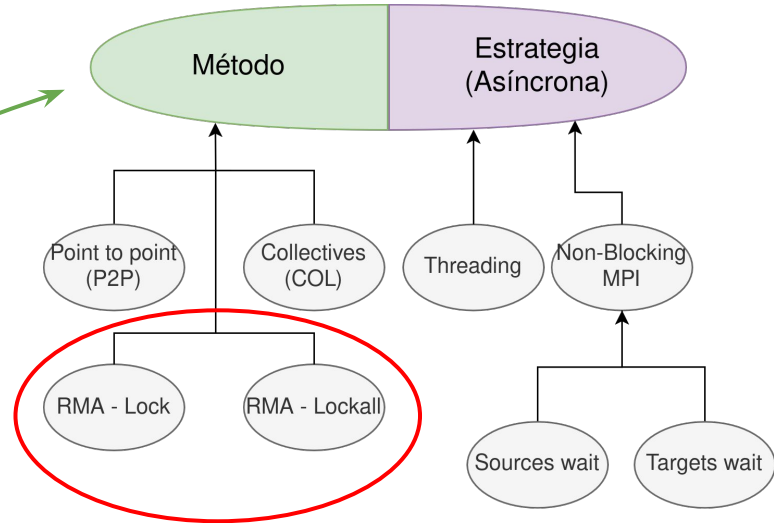 Método
Estrategia
(Asíncrona)
Point to point
(P2P)
Collectives
(COL)
Threading
Non-Blocking
MPI
RMA - Lock
RMA - Lockall
Sources wait
Targets wait